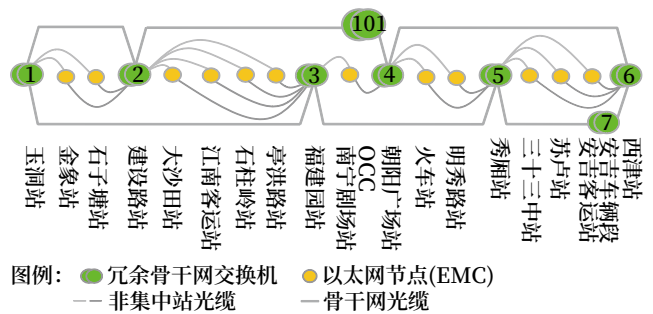 101
1
2
3
4
5
6
7
玉洞站
金象站
石子塘站
建设路站
大沙田站
江南客运站
石柱岭站
亭洪路站
福建园站
南宁剧场站
OCC
朝阳广场站
火车站
明秀路站
秀厢站
三十三中站
苏卢站
安吉客运站
安吉车辆段
西津站
图例：
冗余骨干网交换机
以太网节点(EMC)
非集中站光缆
骨干网光缆